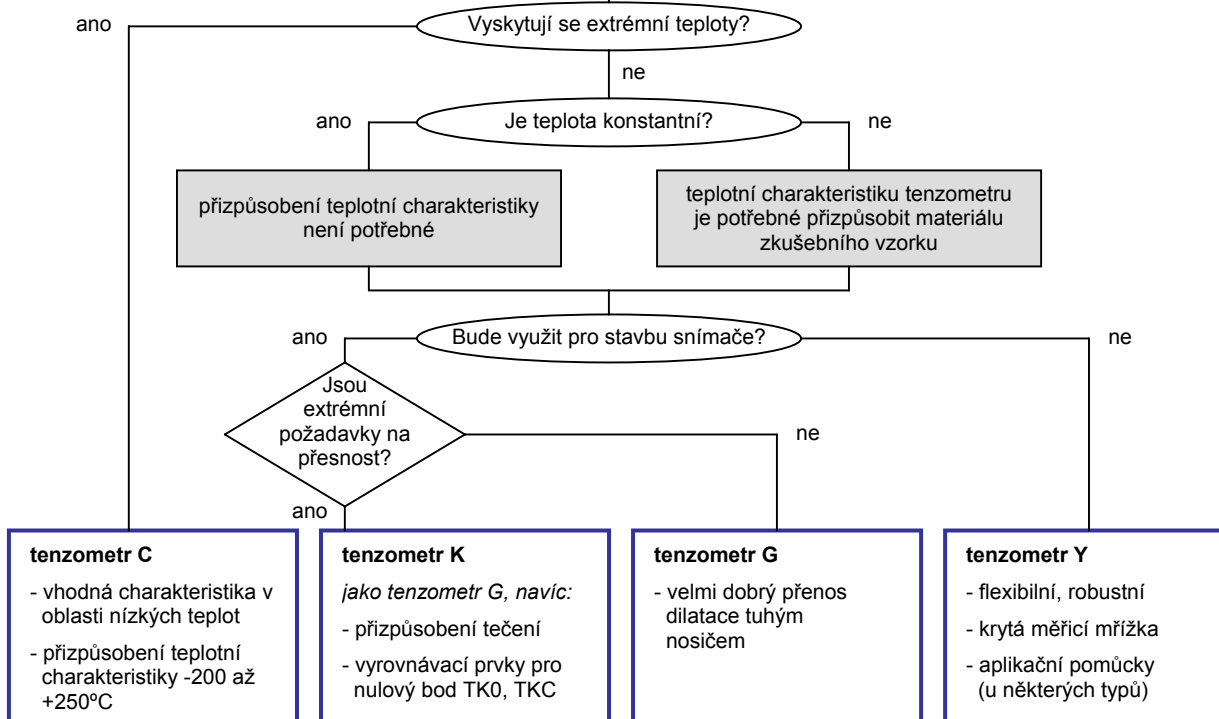 ano
Vyskytují se extrémní teploty?
ne
ano
Je teplota konstantní?
ne
přizpůsobení teplotní charakteristiky
není potřebné
teplotní charakteristiku tenzometru
je potřebné přizpůsobit materiálu
zkušebního vzorku
ano
Bude využit pro stavbu snímače?
ne
Jsou
extrémní
požadavky na
přesnost?
ne
ano
tenzometr C
- vhodná charakteristika v
oblasti nízkých teplot
- přizpůsobení teplotní
charakteristiky -200 až
+250ºC
tenzometr K
jako tenzometr G, navíc:
- přizpůsobení tečení
- vyrovnávací prvky pro
nulový bod TK0, TKC
tenzometr G
- velmi dobrý přenos
dilatace tuhým
nosičem
tenzometr Y
- flexibilní, robustní
- krytá měřicí mřížka
- aplikační pomůcky
(u některých typů)